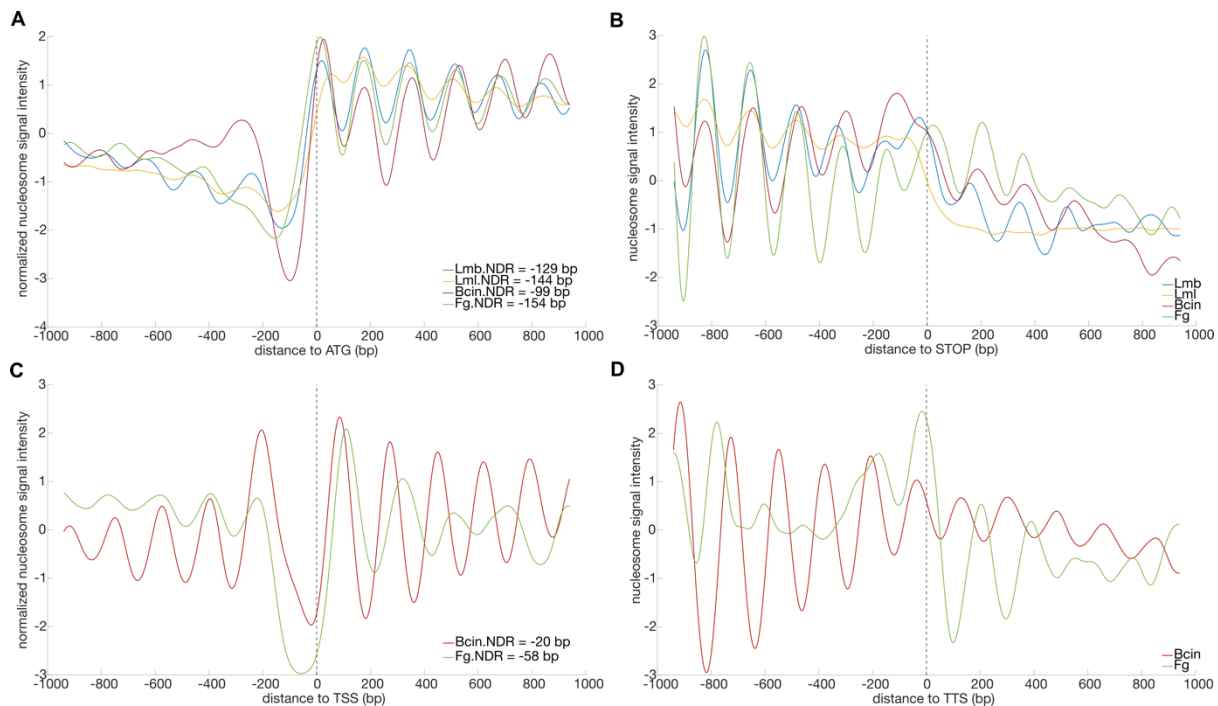 A
normalized nucleosome signal intensity
2
1
0
-1
-2
-3
-4
Lmb.NDR = -129 bp
Lml.NDR = -144 bp
Bcin.NDR = -99 bp
Fg.NDR = -154 bp
-1000 -800 -600 -400 -200 0 200 400 600 800 1000
distance to ATG (bp)
B
nucleosome signal intensity
3
2
1
0
-1
-2
-3
Lmb
Lml
Bcin
Fg
-1000 -800 -600 -400 -200 0 200 400 600 800 1000
distance to STOP (bp)
C
normalized nucleosome signal intensity
3
2
1
0
-1
-2
-3
Bcin.NDR = -20 bp
Fg.NDR = -58 bp
-1000 -800 -600 -400 -200 0 200 400 600 800 1000
distance to TSS (bp)
D
nucleosome signal intensity
3
2
1
0
-1
-2
-3
Bcin
Fg
-1000 -800 -600 -400 -200 0 200 400 600 800 1000
distance to TTS (bp)